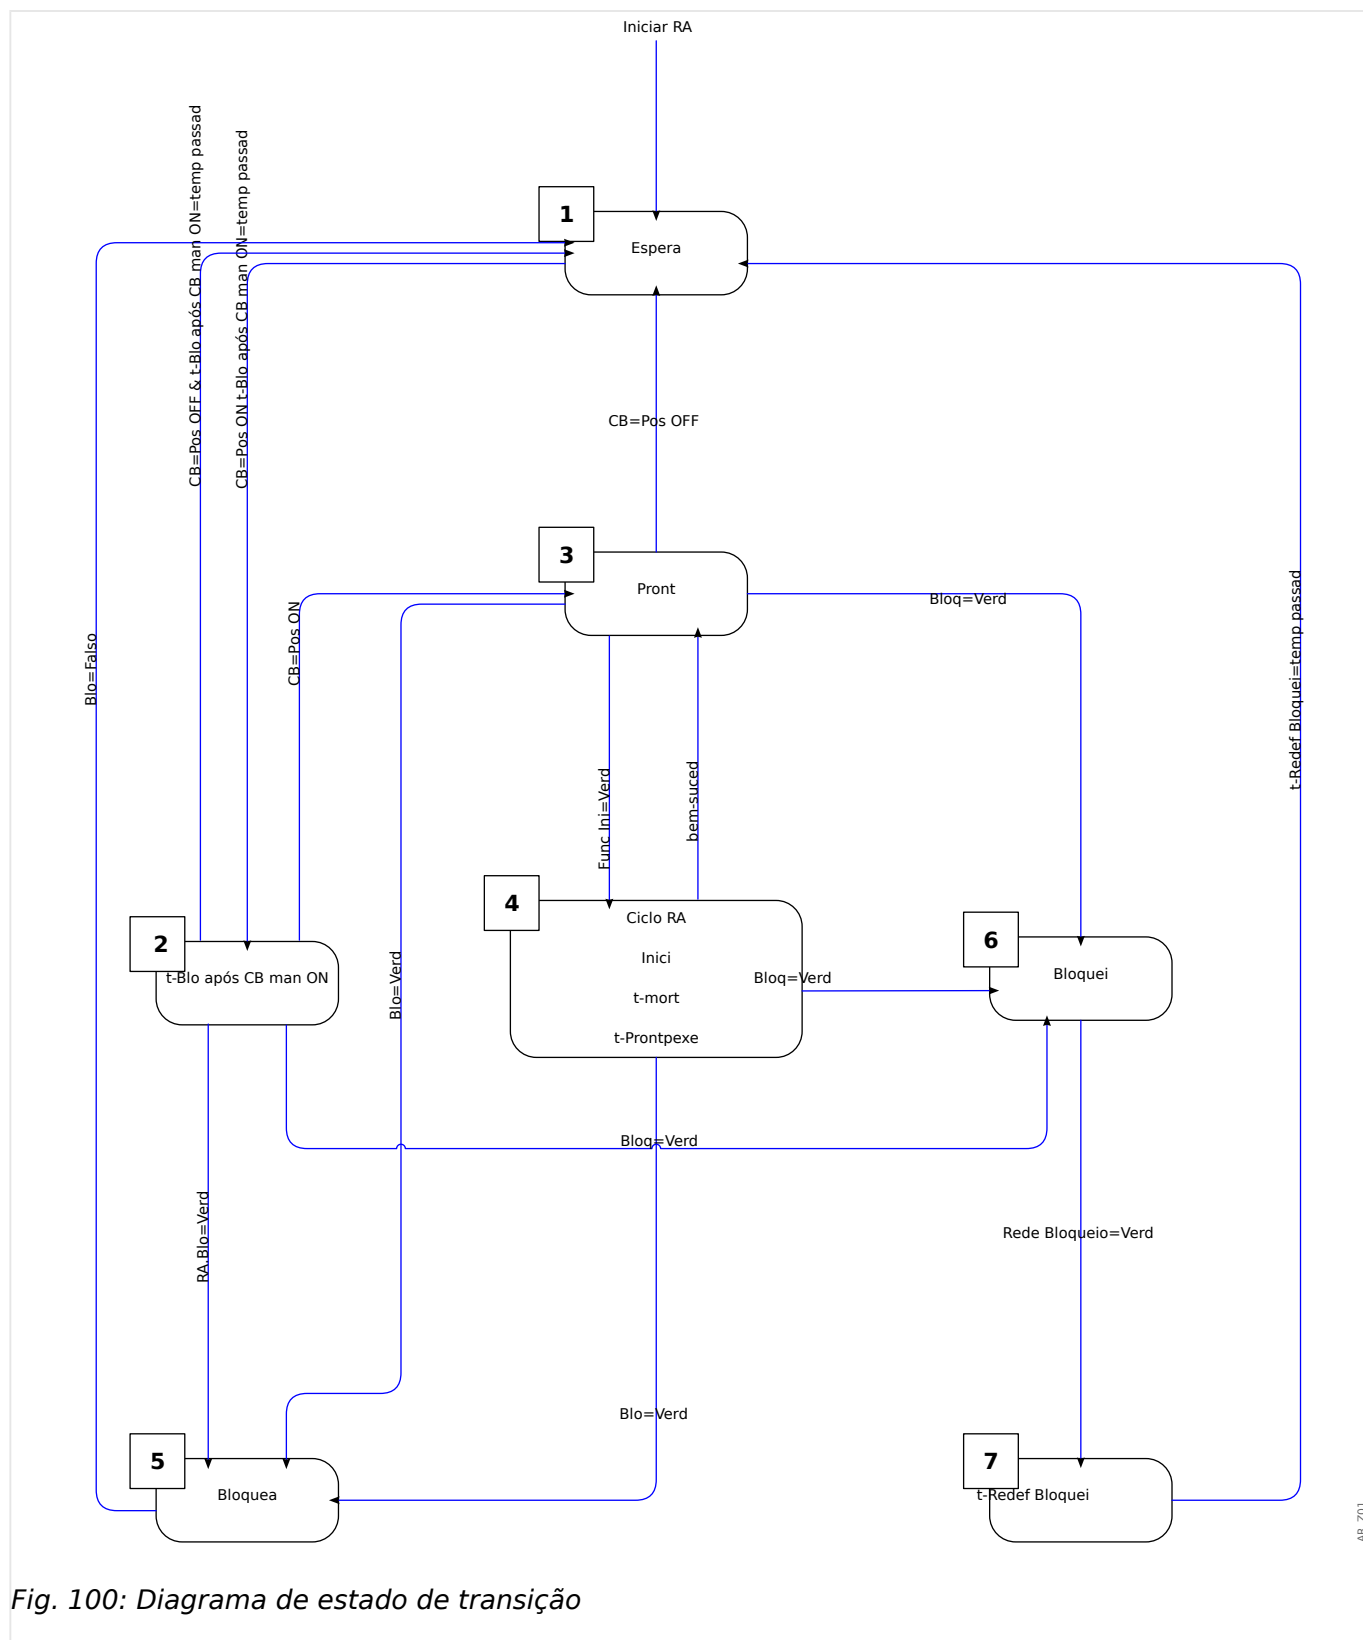 Iniciar RA
CB=Pos OFF & t-Blo após CB man ON=temp passad
CB=Pos ON t-Blo após CB man ON=temp passad
1
Espera
CB=Pos OFF
3
Pront
Bloq=Verd
CB=Pos ON
Blo=Falso
t-Redef Bloquei=temp passad
Func Ini=Verd
bem-suced
4
Ciclo RA
Inici
t-mort
t-Prontpexe
2
t-Blo após CB man ON
Blo=Verd
Bloq=Verd
6
Bloquei
Bloq=Verd
RA.Blo=Verd
Rede Bloqueio=Verd
Blo=Verd
5
Bloquea
7
t-Redef Bloquei
AR_Z01
Fig. 100: Diagrama de estado de transição